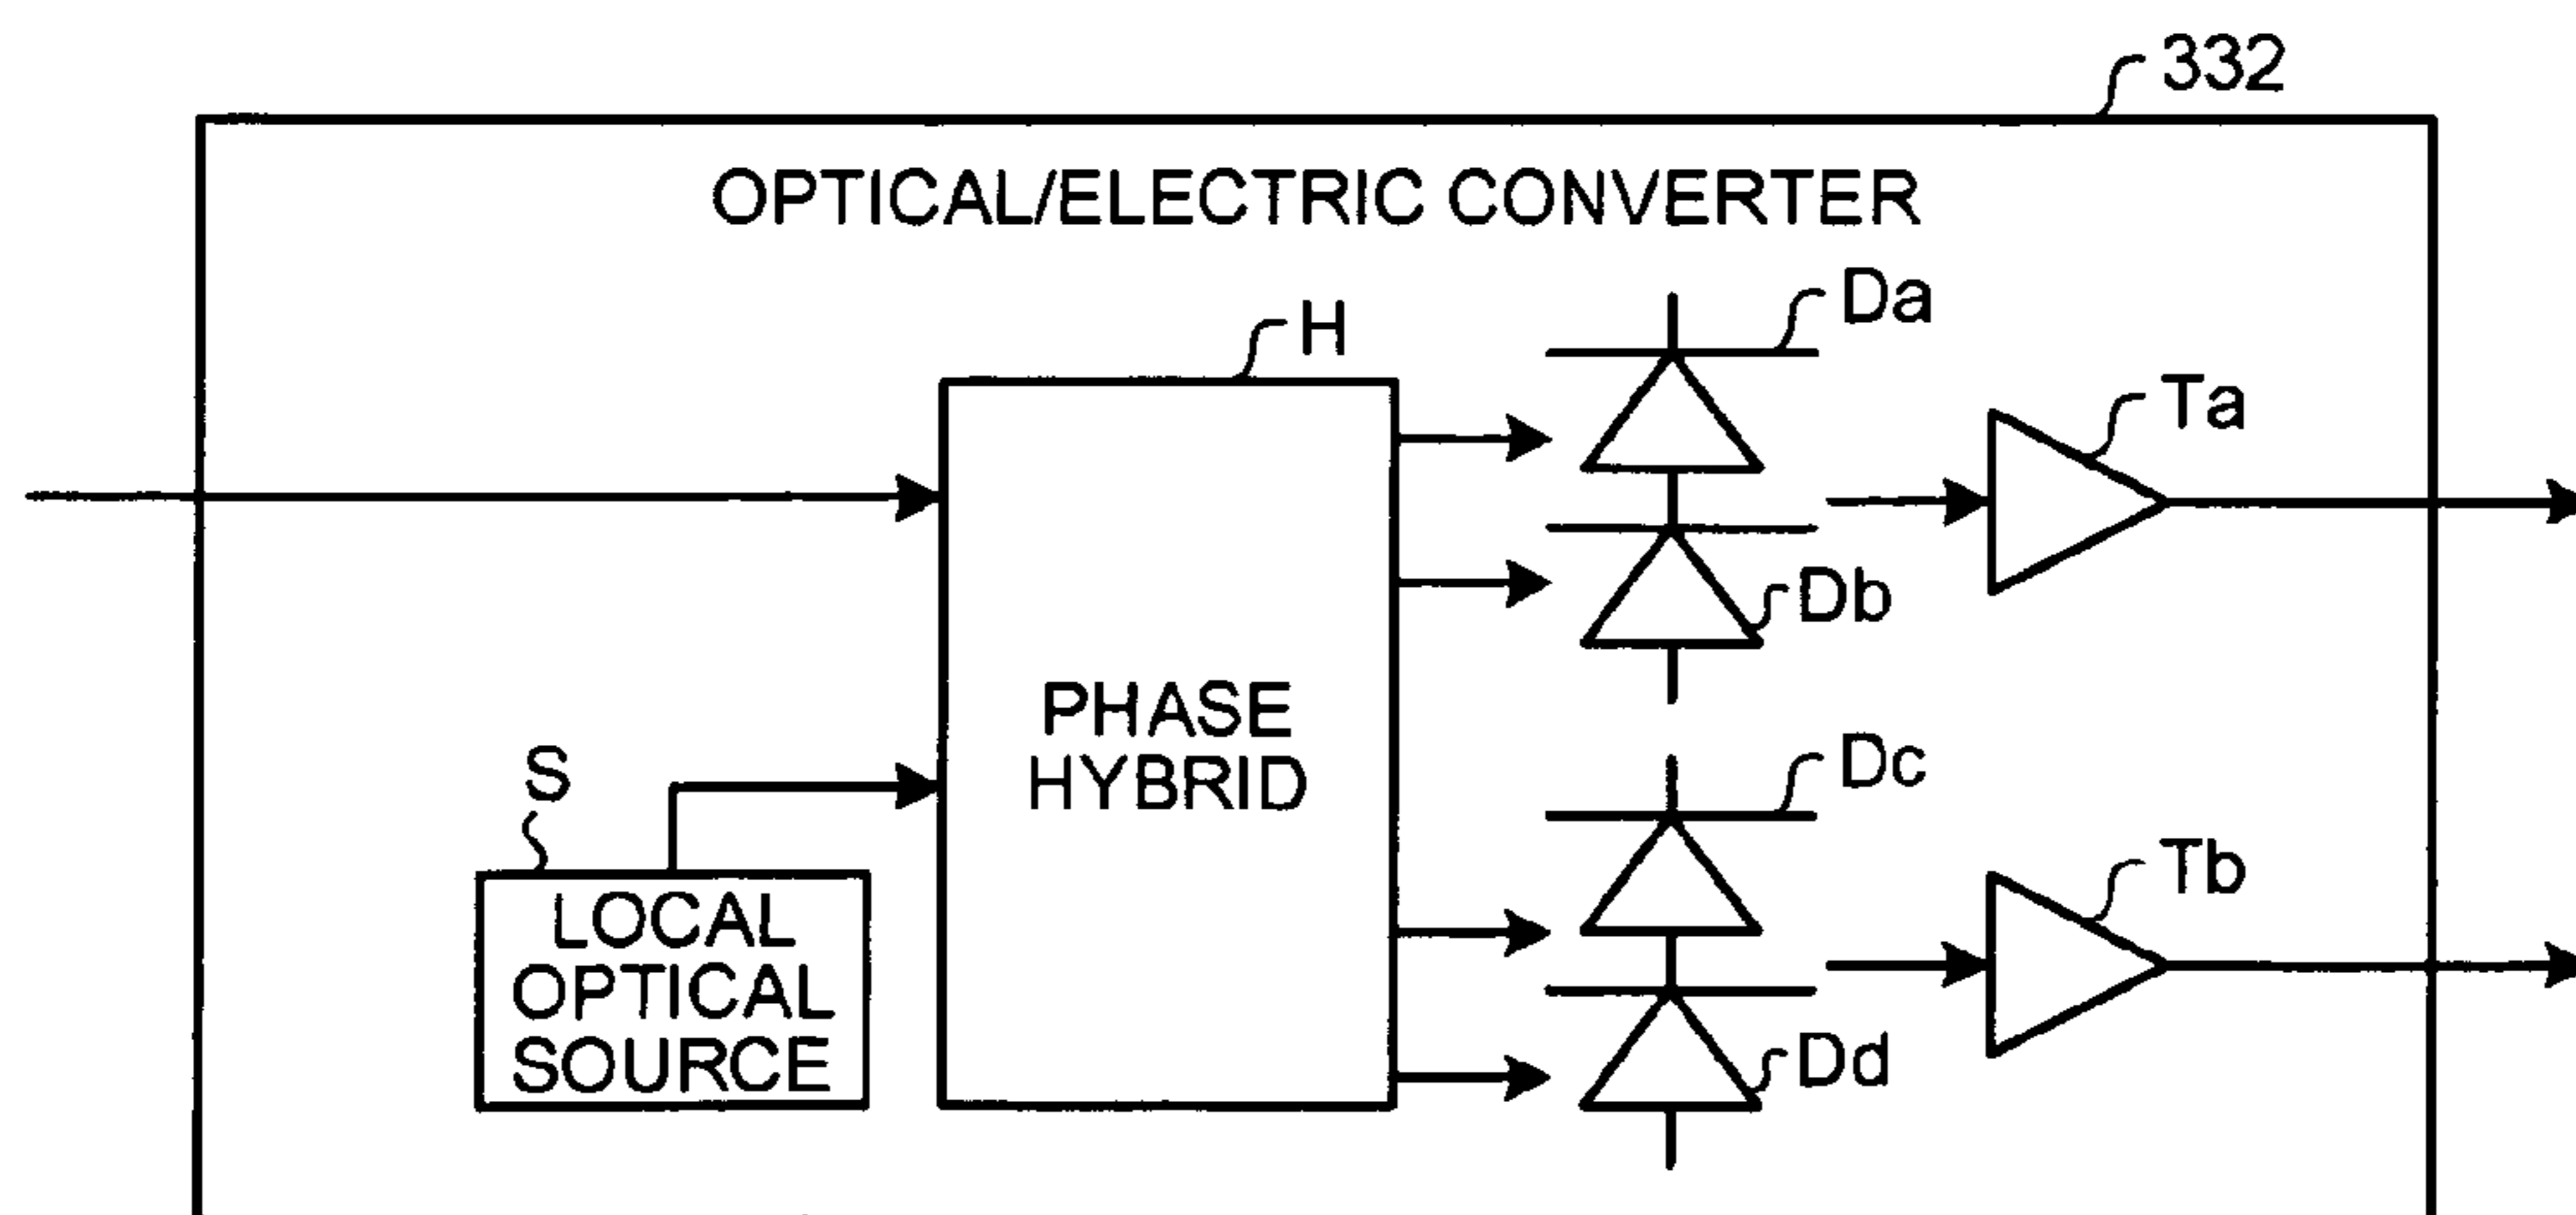 332
OPTICAL/ELECTRIC CONVERTER
Da
H
Ta
Db
PHASE
HYBRID
Dc
S
Tb
LOCAL
OPTICAL
SOURCE
Dd